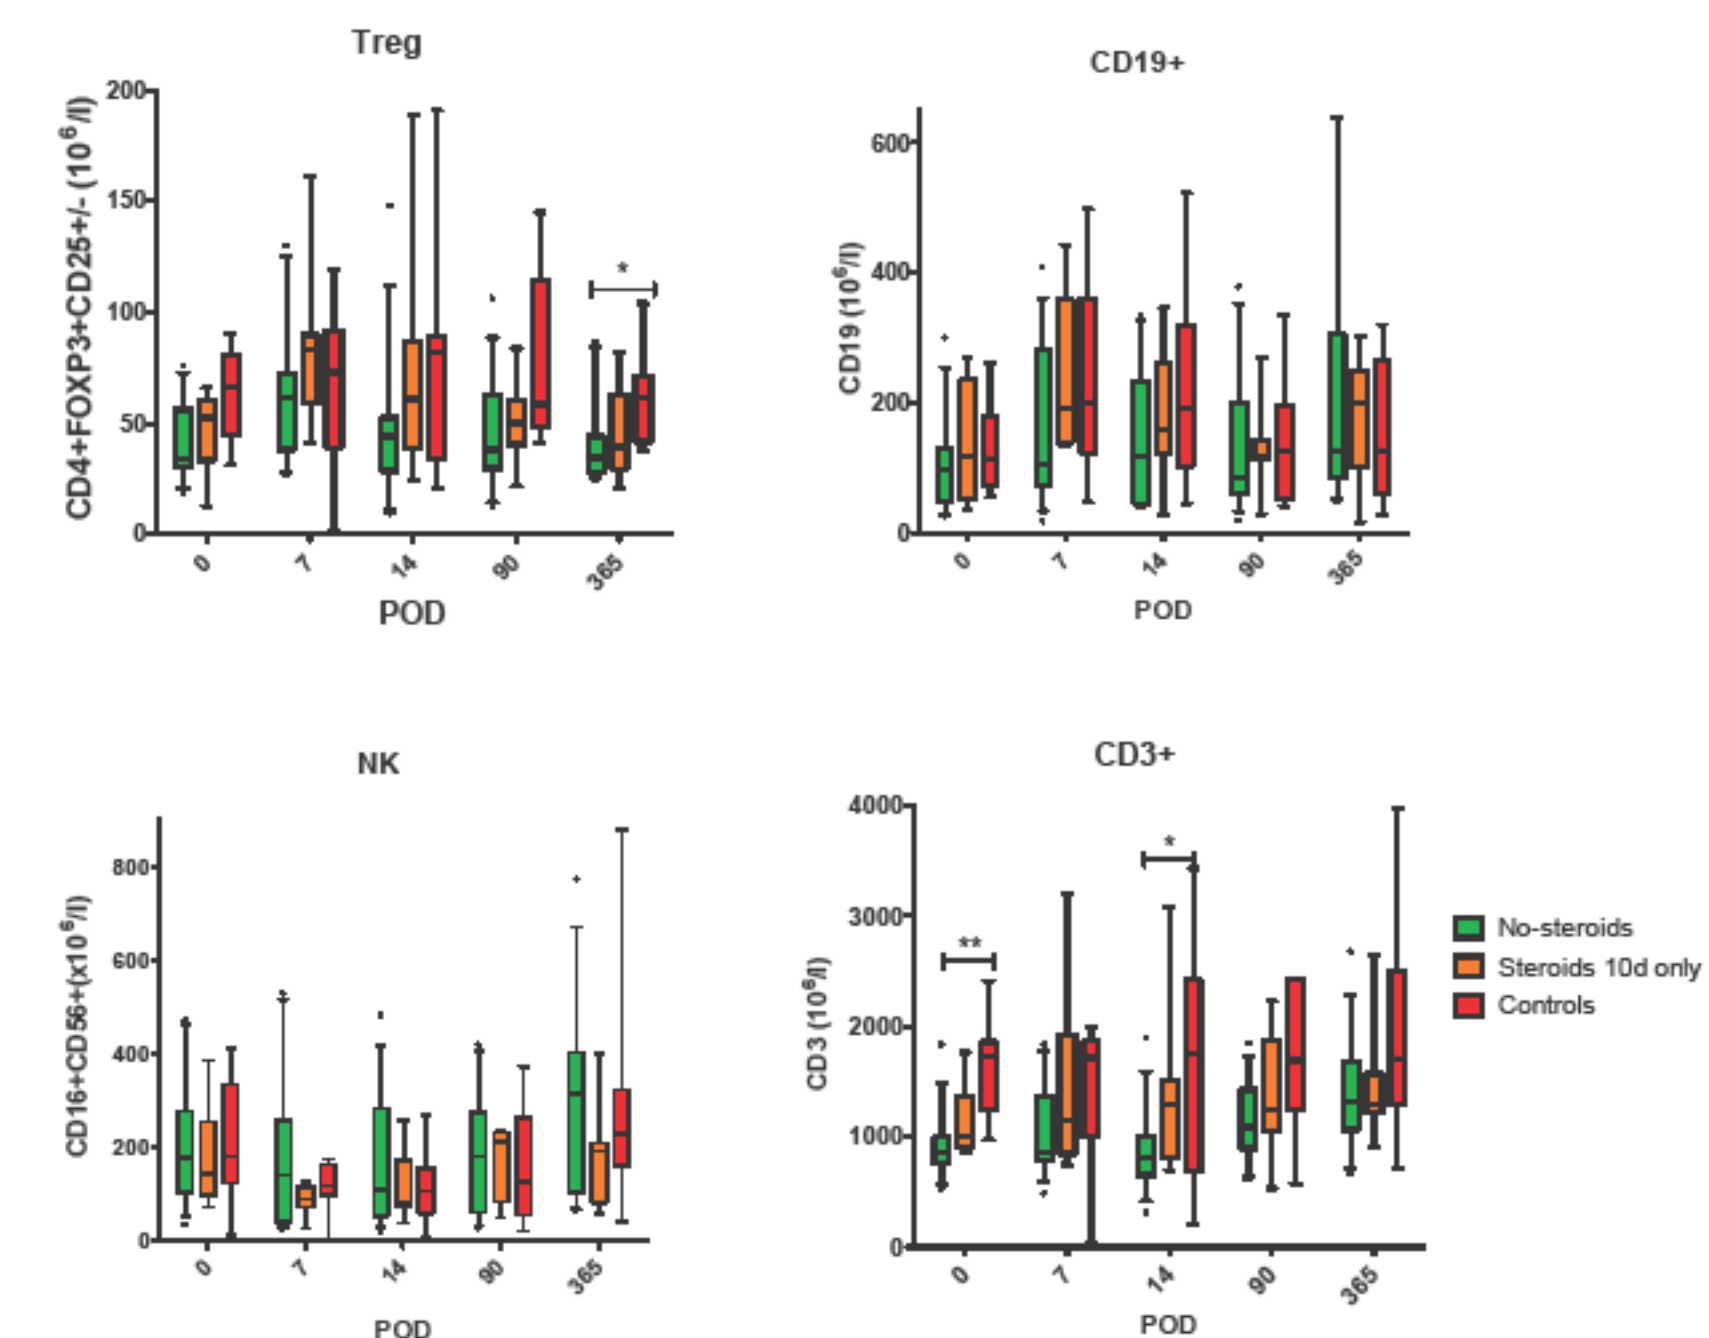 Treg
CD4+FOXP3+CD25+/- (10⁶/l)
200
150
100
50
0
*
0 7 14 90 365
POD
CD19+
CD19 (10⁶/l)
600
400
200
0
0 7 14 90 365
POD
NK
CD16+CD56+(x10⁶/l)
800
600
400
200
0
0 7 14 90 365
POD
CD3+
CD3 (10⁶/l)
4000
3000
2000
1000
0
**
*
0 7 14 90 365
POD
No-steroids
Steroids 10d only
Controls